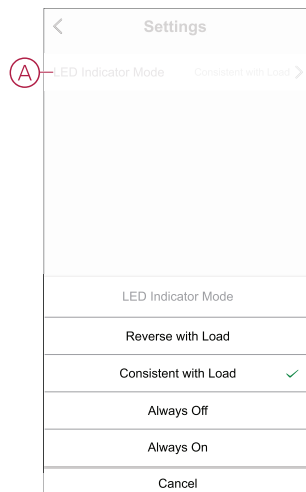 Settings
A LED Indicator Mode Consistent with Load
LED Indicator Mode
Reverse with Load
Consistent with Load
Always Off
Always On
Cancel